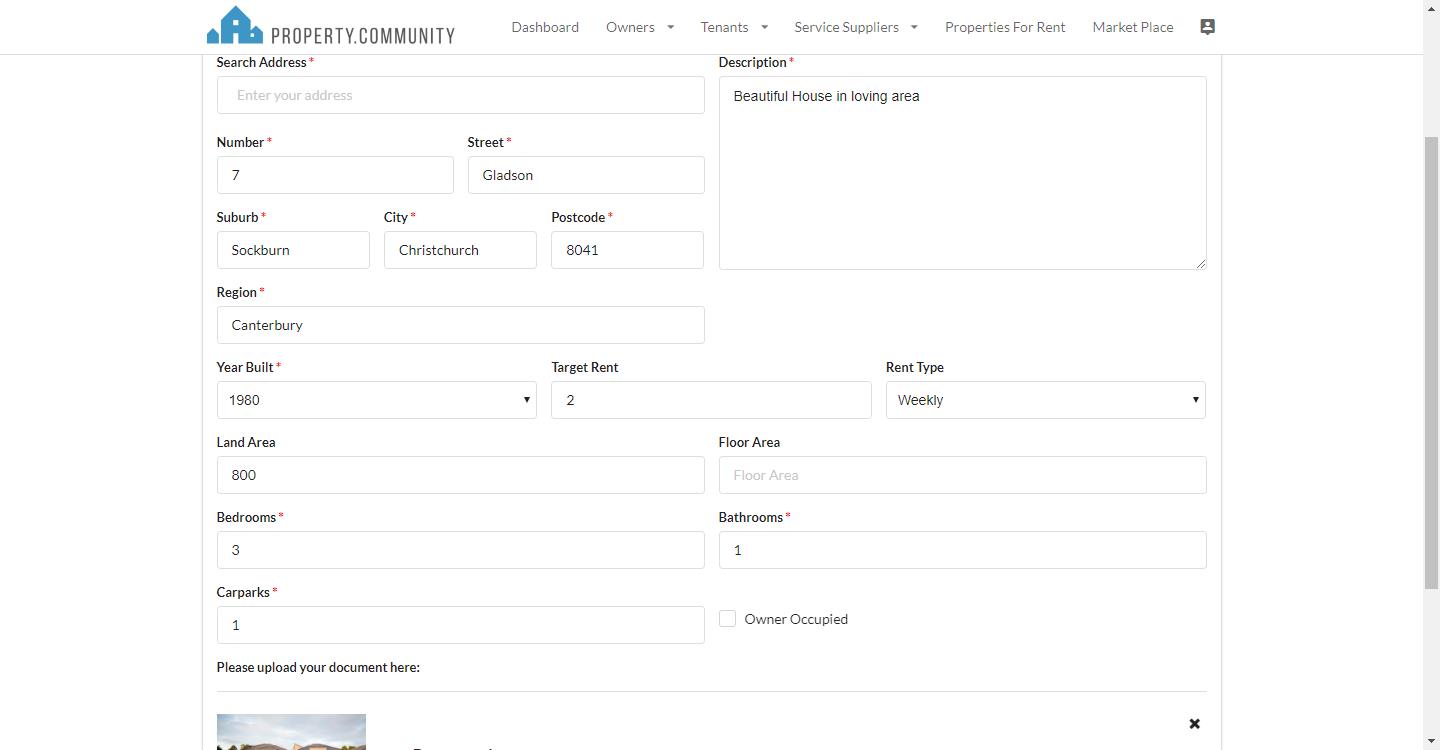 PROPERTY.COMMUNITY Dashboard Owners Tenants Service Suppliers Properties For Rent Market Place
Search Address* Description*
Enter your address Beautiful House in loving area
Number* Street*
7 Gladson
Suburb* City* Postcode*
Sockburn Christchurch 8041
Region*
Canterbury
Year Built* Target Rent Rent Type
1980 2 Weekly
Land Area Floor Area
800 Floor Area
Bedrooms* Bathrooms*
3 1
Carparks*
1 Owner Occupied
Please upload your document here: